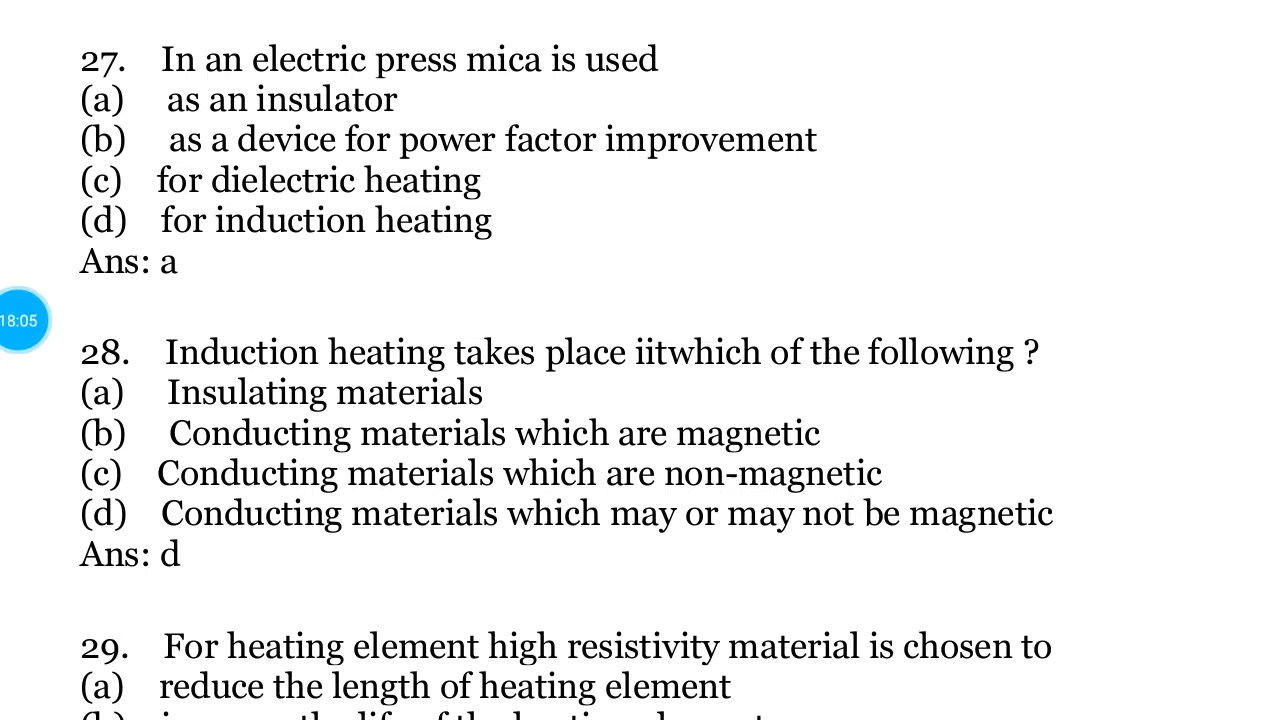 27. In an electric press mica is used
(a) as an insulator
(b) as a device for power factor improvement
(c) for dielectric heating
(d) for induction heating
Ans: a
18:05
28. Induction heating takes place iitwhich of the following ?
(a) Insulating materials
(b) Conducting materials which are magnetic
(c) Conducting materials which are non-magnetic
(d) Conducting materials which may or may not be magnetic
Ans: d
29. For heating element high resistivity material is chosen to
(a) reduce the length of heating element